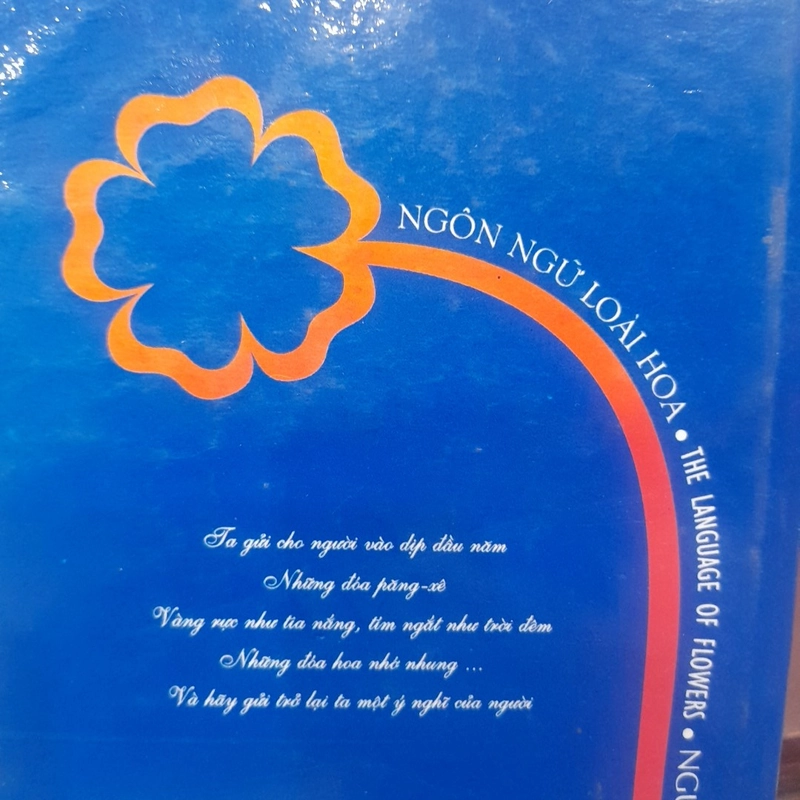 NGÔN NGỮ LOÀI HOA • THE LANGUAGE OF FLOWERS •
Ta gửi cho người vào dịp đầu năm
Những đóa păng-xê
Vàng rực như tia nắng, tím ngắt như trời đêm
Những đóa hoa nhớ nhung ...
Và hãy gửi trở lại ta một ý nghĩ của người